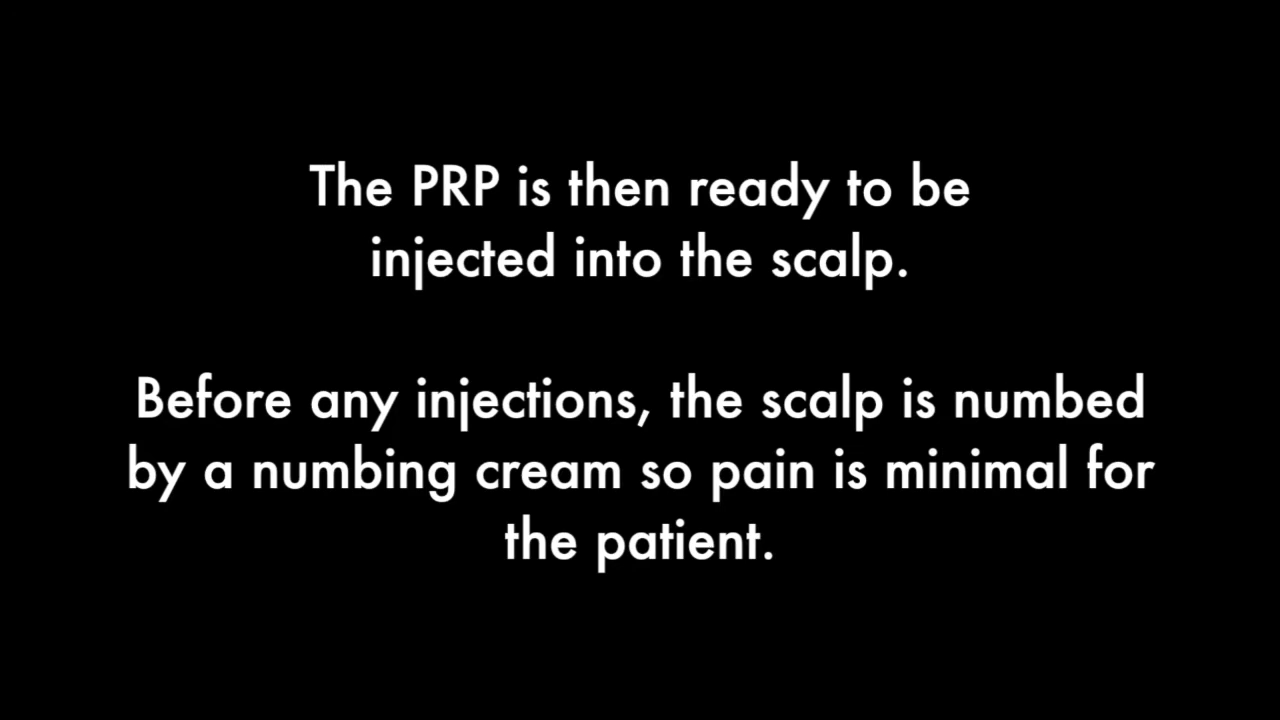 The PRP is then ready to be
injected into the scalp.
Before any injections, the scalp is numbed
by a numbing cream so pain is minimal for
the patient.